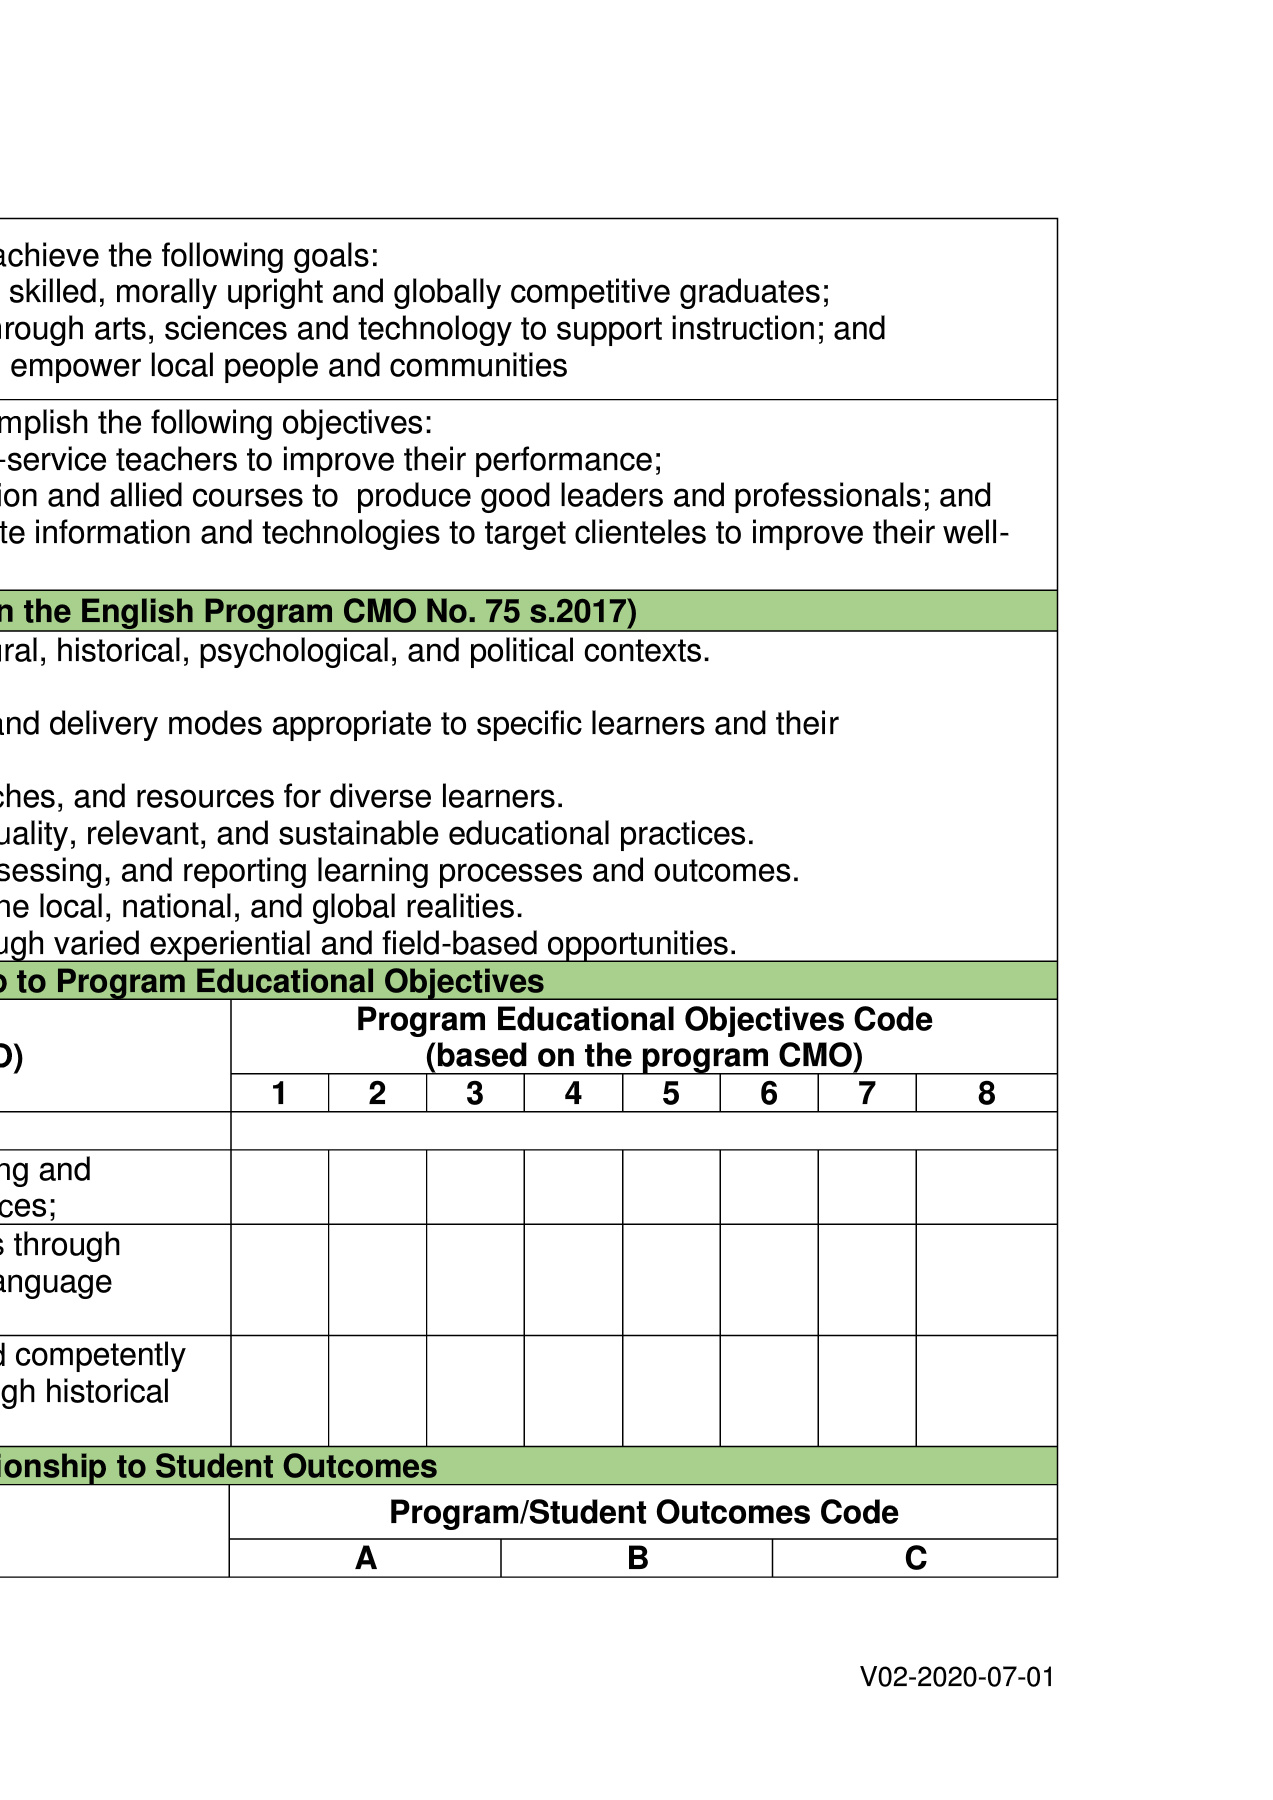 achieve the following goals:
skilled, morally upright and globally competitive graduates;
hrough arts, sciences and technology to support instruction; and
empower local people and communities
mplish the following objectives:
-service teachers to improve their performance;
ion and allied courses to  produce good leaders and professionals; and
te information and technologies to target clienteles to improve their well-
n the English Program CMO No. 75 s.2017)
ural, historical, psychological, and political contexts.
and delivery modes appropriate to specific learners and their
ches, and resources for diverse learners.
uality, relevant, and sustainable educational practices.
sessing, and reporting learning processes and outcomes.
he local, national, and global realities.
ugh varied experiential and field-based opportunities.
p to Program Educational Objectives
O)
Program Educational Objectives Code
(based on the program CMO)
1 2 3 4 5 6 7 8
ng and
ces;
s through
anguage
d competently
gh historical
ionship to Student Outcomes
Program/Student Outcomes Code
A B C
V02-2020-07-01